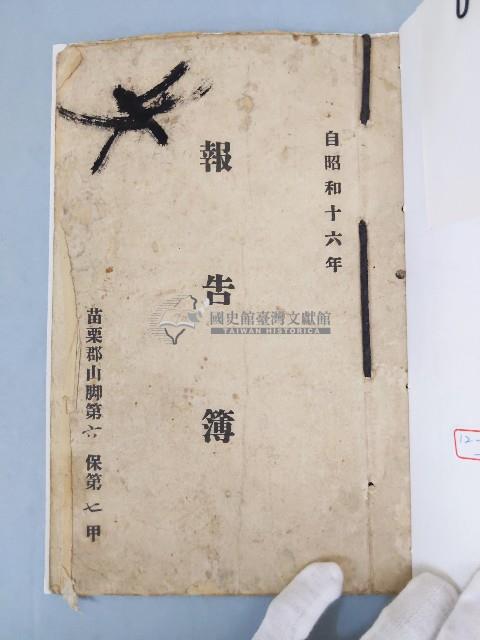 自昭和十六年
報告簿
苗栗郡山脚第六保第七甲
國史館臺灣文獻館
TAIWAN HISTORICA
12-